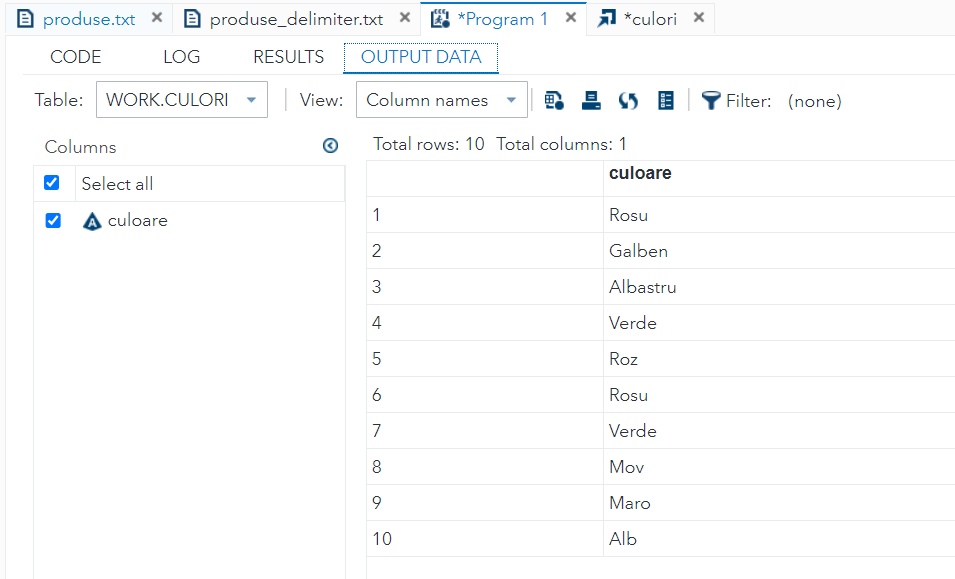 produse.txt × produse_delimiter.txt × *Program 1 × *culori ×
CODE LOG RESULTS OUTPUT DATA
Table: WORK.CULORI View: Column names Filter: (none)
Columns
Total rows: 10 Total columns: 1
Select all
culoare
culoare
1 Rosu
2 Galben
3 Albastru
4 Verde
5 Roz
6 Rosu
7 Verde
8 Mov
9 Maro
10 Alb